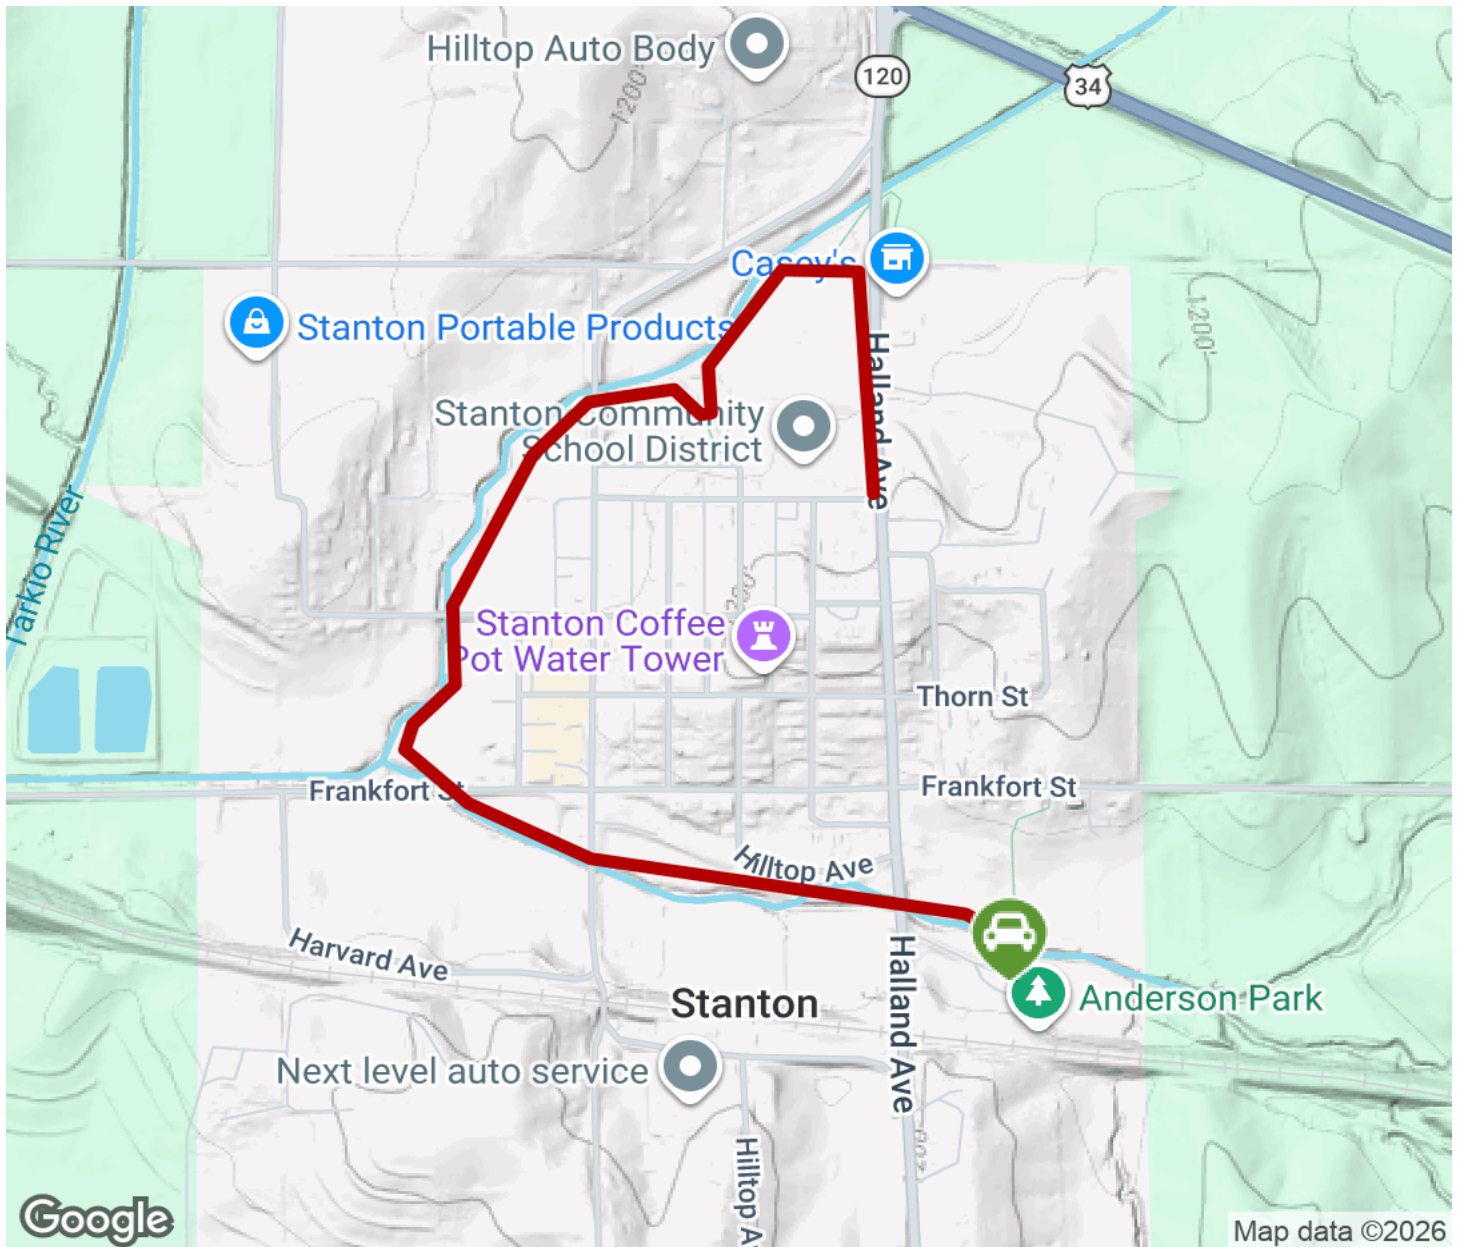 Hilltop Auto Body
120
34
1200'
Casey's
Stanton Portable Products
1200'
Halland Ave
Stanton Community
School District
Tarkio River
Stanton Coffee
Pot Water Tower
Thorn St
Frankfort St
Frankfort St
Hilltop Ave
Harvard Ave
Halland Ave
Stanton
Anderson Park
Next level auto service
Hilltop A
Google
Map data ©2026